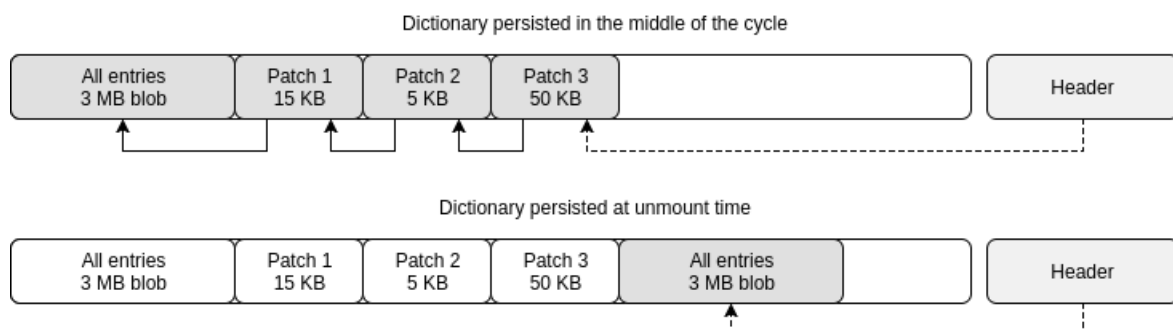 Dictionary persisted in the middle of the cycle
All entries
3 MB blob
Patch 1
15 KB
Patch 2
5 KB
Patch 3
50 KB
Header
Dictionary persisted at unmount time
All entries
3 MB blob
Patch 1
15 KB
Patch 2
5 KB
Patch 3
50 KB
All entries
3 MB blob
Header